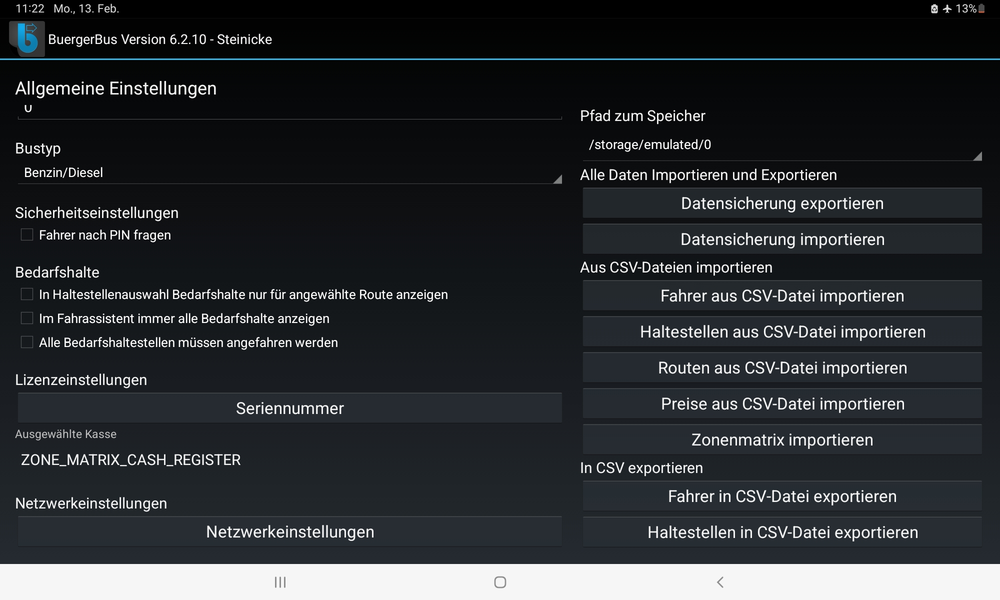 11:22 Mo., 13. Feb.
13%
BuergerBus Version 6.2.10 - Steinicke
Allgemeine Einstellungen
Bustyp
Benzin/Diesel
Sicherheitseinstellungen
Fahrer nach PIN fragen
Bedarfshalte
In Haltestellenauswahl Bedarfshalte nur für angewählte Route anzeigen
Im Fahrassistent immer alle Bedarfshalte anzeigen
Alle Bedarfshaltestellen müssen angefahren werden
Lizenzeinstellungen
Seriennummer
Ausgewählte Kasse
ZONE_MATRIX_CASH_REGISTER
Netzwerkeinstellungen
Netzwerkeinstellungen
Pfad zum Speicher
/storage/emulated/0
Alle Daten Importieren und Exportieren
Datensicherung exportieren
Datensicherung importieren
Aus CSV-Dateien importieren
Fahrer aus CSV-Datei importieren
Haltestellen aus CSV-Datei importieren
Routen aus CSV-Datei importieren
Preise aus CSV-Datei importieren
Zonenmatrix importieren
In CSV exportieren
Fahrer in CSV-Datei exportieren
Haltestellen in CSV-Datei exportieren